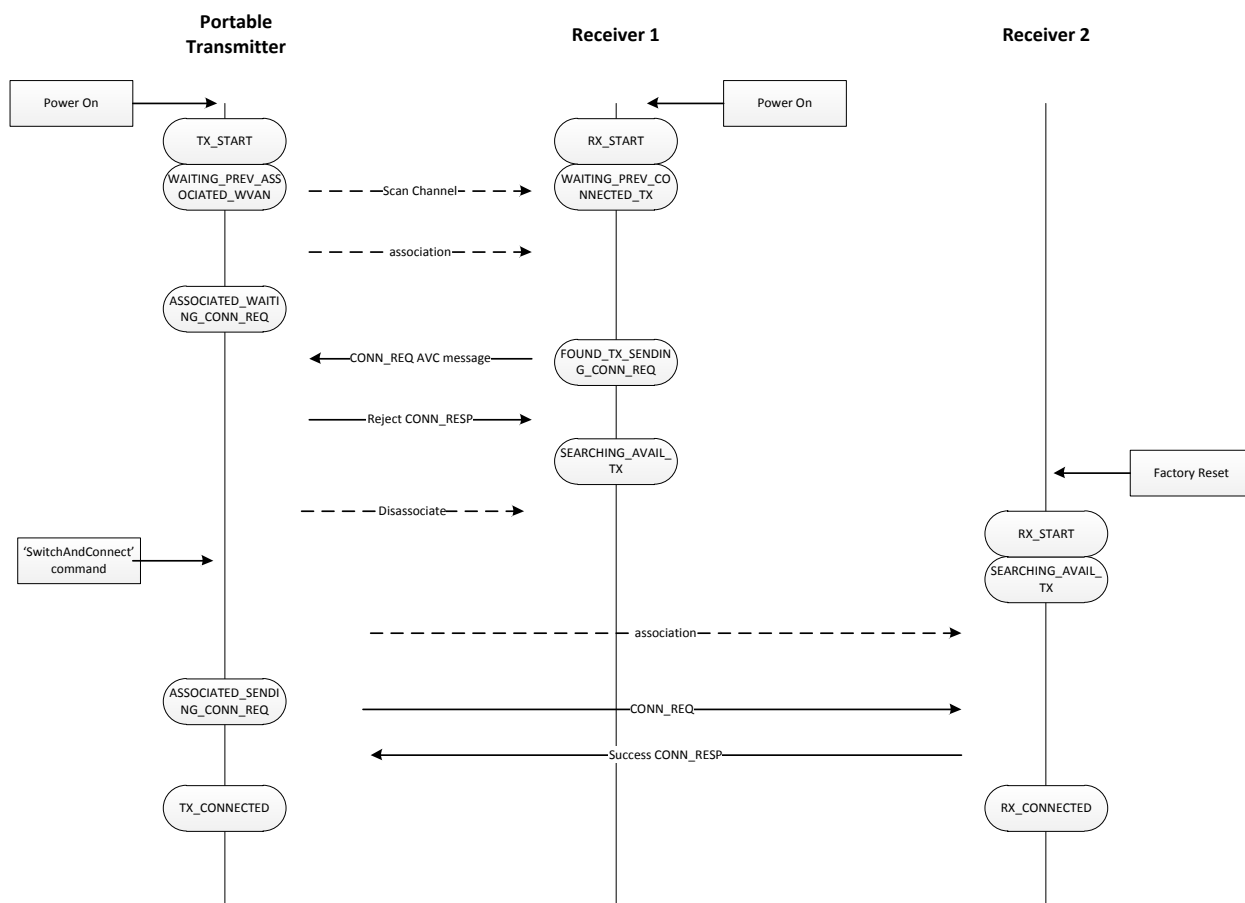 Portable
Transmitter
Receiver 1
Receiver 2
Power On
Power On
TX_START
RX_START
WAITING_PREV_ASS
OCIATED_WVAN
Scan Channel
WAITING_PREV_CO
NNECTED_TX
association
ASSOCIATED_WAITI
NG_CONN_REQ
CONN_REQ AVC message
FOUND_TX_SENDIN
G_CONN_REQ
Reject CONN_RESP
SEARCHING_AVAIL_
TX
Factory Reset
Disassociate
RX_START
'SwitchAndConnect'
command
SEARCHING_AVAIL_
TX
association
ASSOCIATED_SENDI
NG_CONN_REQ
CONN_REQ
Success CONN_RESP
TX_CONNECTED
RX_CONNECTED